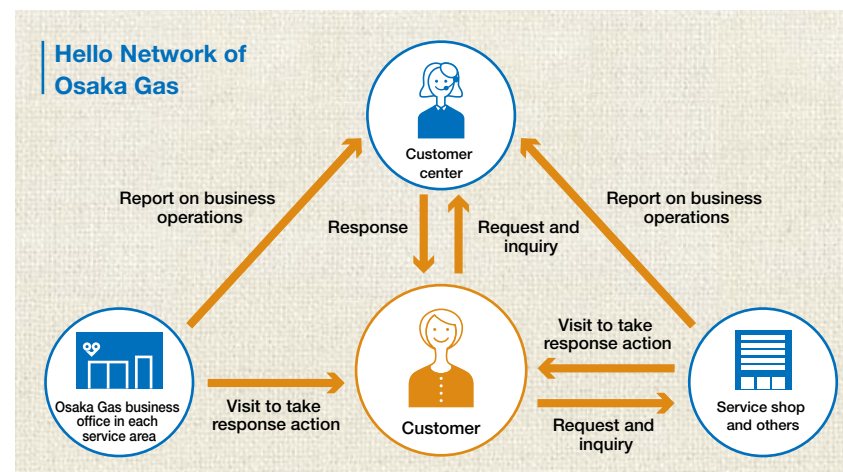 Hello Network of
Osaka Gas
Customer
center
Report on business
operations
Response
Request and
inquiry
Report on business
operations
Visit to take
response action
Osaka Gas business
office in each
service area
Visit to take
response action
Customer
Request and
inquiry
Service shop
and others